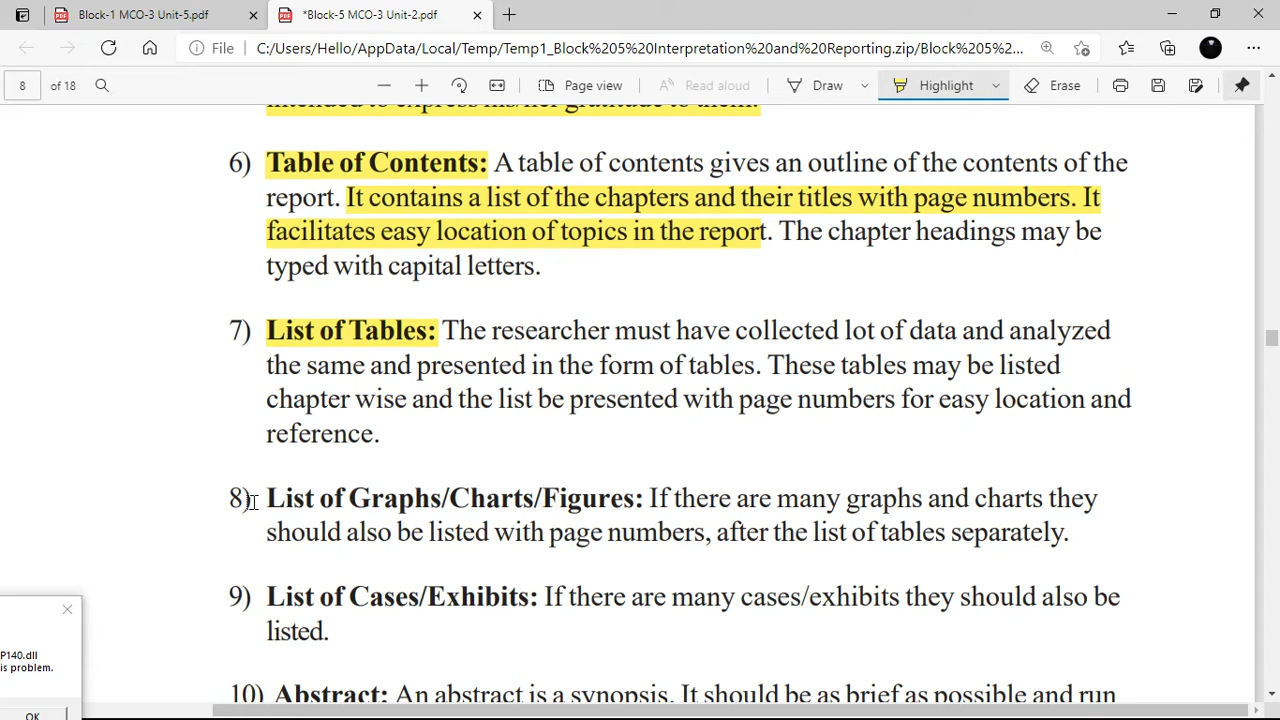 Block-1 MCO-3 Unit-5.pdf
*Block-5 MCO-3 Unit-2.pdf
File
C:/Users/Hello/AppData/Local/Temp/Temp1_Block%205%20Interpretation%20and%20Reporting.zip/Block%205%2...
8 of 18
Page view
Read aloud
Draw
Highlight
Erase
intended to express his/her gratitude to them.
6) Table of Contents: A table of contents gives an outline of the contents of the
report. It contains a list of the chapters and their titles with page numbers. It
facilitates easy location of topics in the report. The chapter headings may be
typed with capital letters.
7) List of Tables: The researcher must have collected lot of data and analyzed
the same and presented in the form of tables. These tables may be listed
chapter wise and the list be presented with page numbers for easy location and
reference.
8) List of Graphs/Charts/Figures: If there are many graphs and charts they
should also be listed with page numbers, after the list of tables separately.
9) List of Cases/Exhibits: If there are many cases/exhibits they should also be
listed.
10) Abstract: An abstract is a synopsis. It should be as brief as possible and run
P140.dll
is problem.
OK